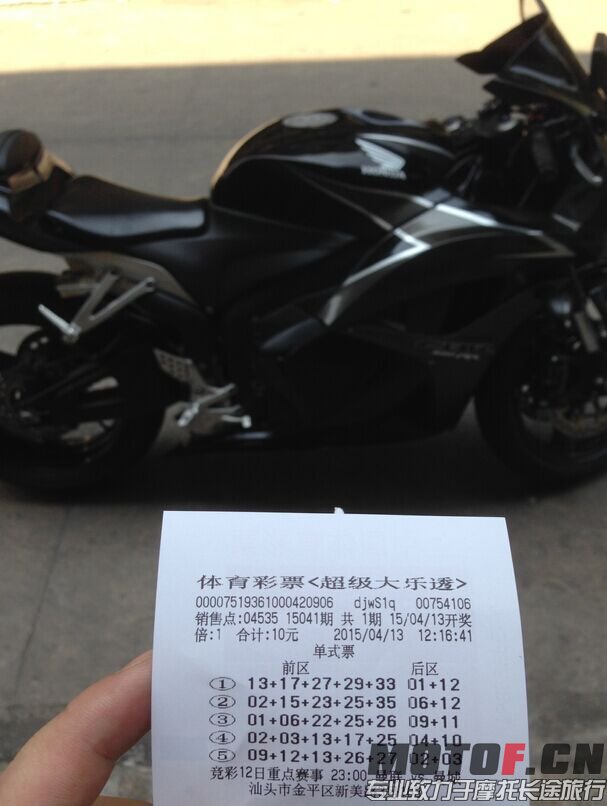 HONDA
体育彩票<超级大乐透>
00007519361000420906 djwS1q 00754106
销售点:04535 15041期 共 1期 15/04/13开奖
倍:1 合计:10元 2015/04/13 12:16:41
单式票
前区 后区
① 13+17+27+29+33 01+12
② 02+15+23+25+35 06+12
③ 01+06+22+25+26 09+11
④ 02+03+13+17+25 04+10
⑤ 09+12+13+26+27 02+03
竞彩12日重点赛事 23:00
汕头市金平区新美
MOTOF.CN
专业致力于摩托长途旅行